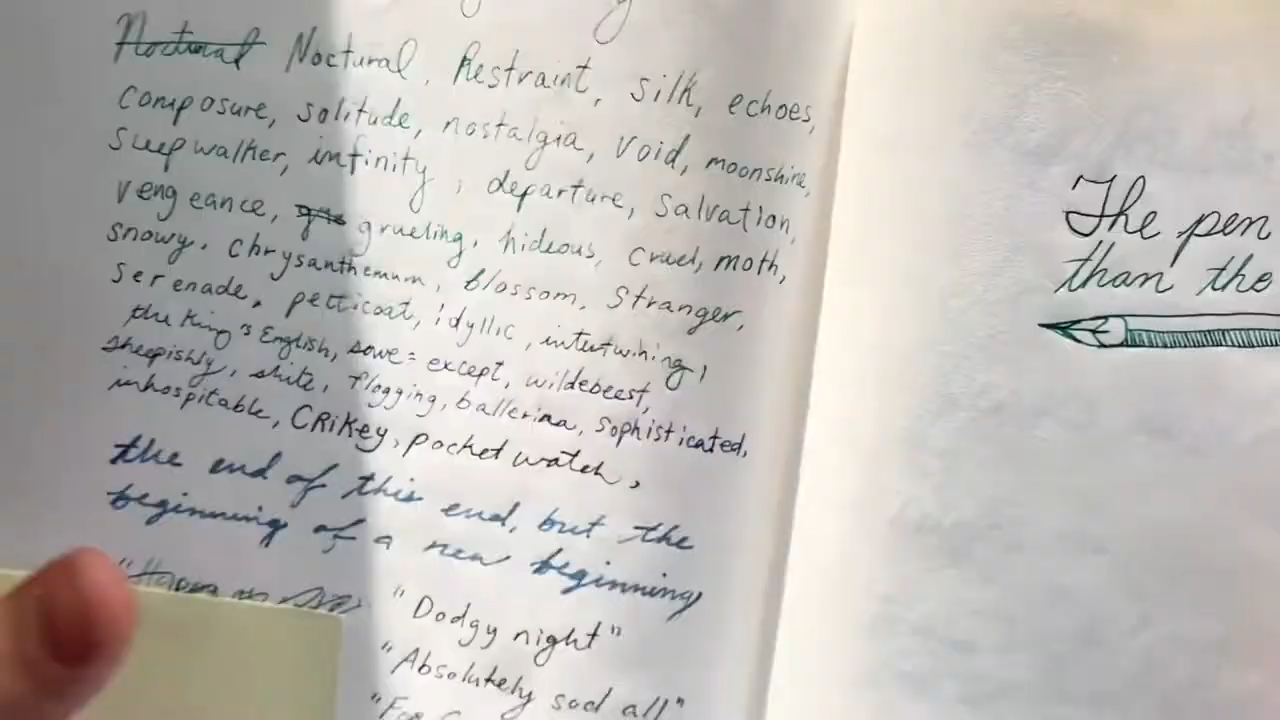 Noctural Noctural, Restraint, silk, echoes,
composure, solitude, nostalgia, void, moonshine,
sleepwalker, infinity, departure, Salvation,
vengeance, grueling, hideous, cruel, moth,
snowy, chrysanthemum, blossom, Stranger,
serenade, petticoat, idyllic, intertwining,
the King's English, save = except, wildebeest,
sheepishly, shite, flogging, ballerina, sophisticated,
inhospitable, CRiKey, pocket watch,
the end of this end, but the
beginning of a new beginning
"Dodgy night"
"Absolutely sod all"
The pen
than the